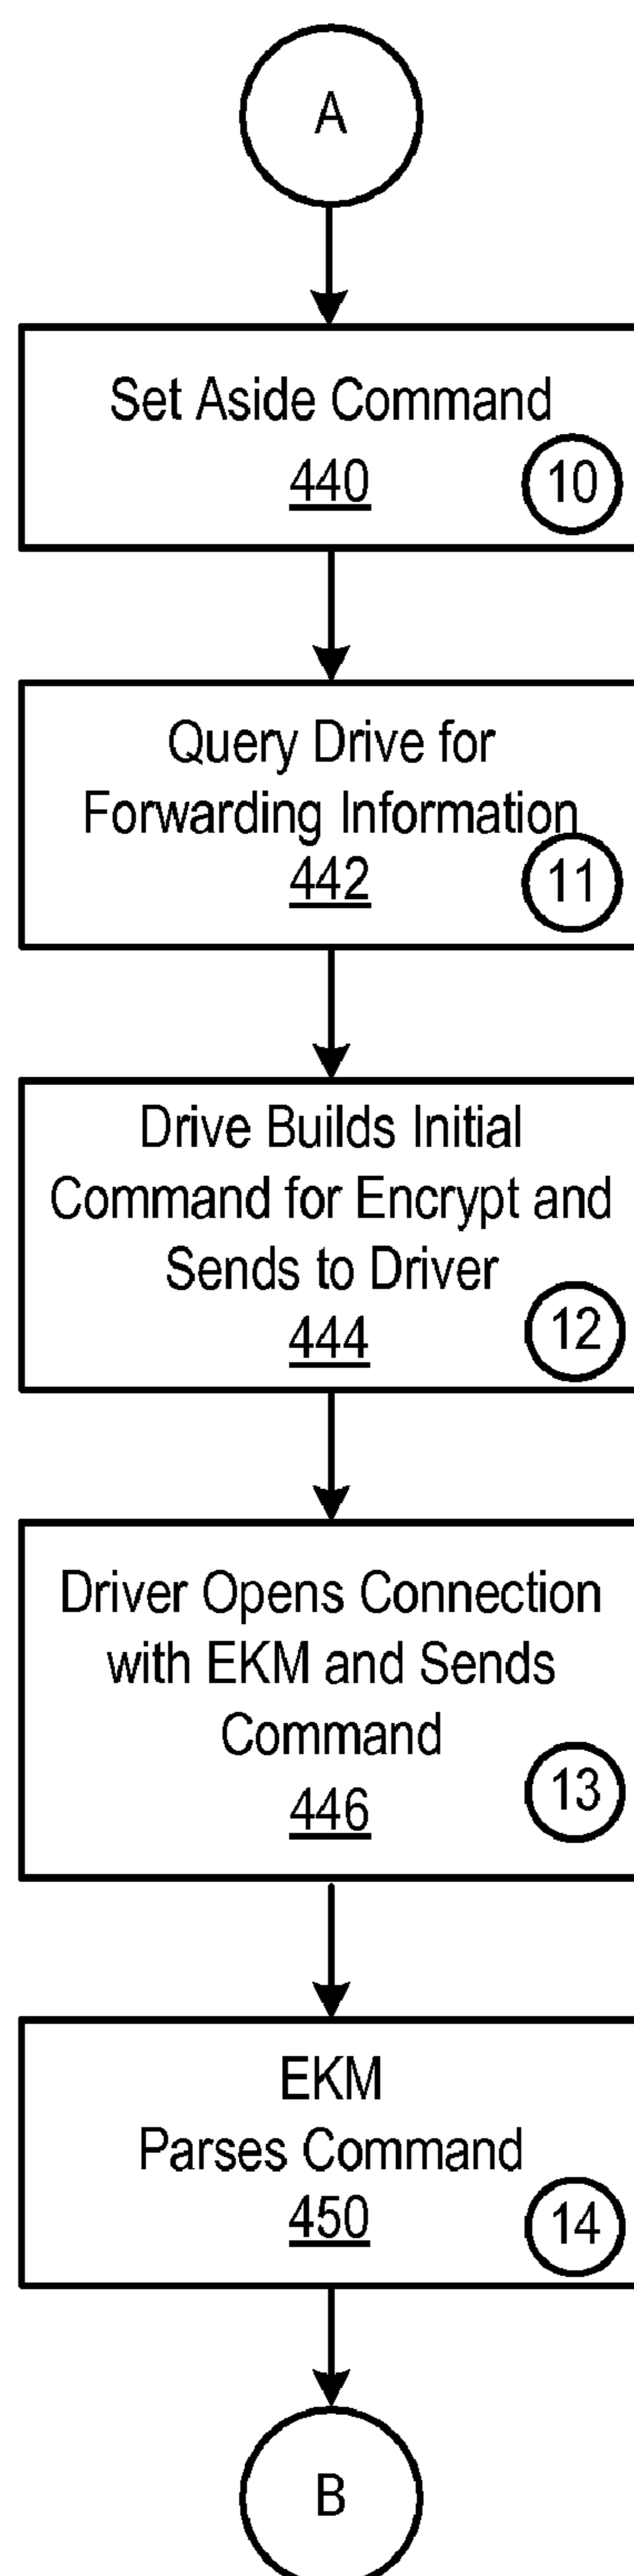 A
Set Aside Command
440
10
Query Drive for
Forwarding Information
442
11
Drive Builds Initial
Command for Encrypt and
Sends to Driver
444
12
Driver Opens Connection
with EKM and Sends
Command
446
13
EKM
Parses Command
450
14
B